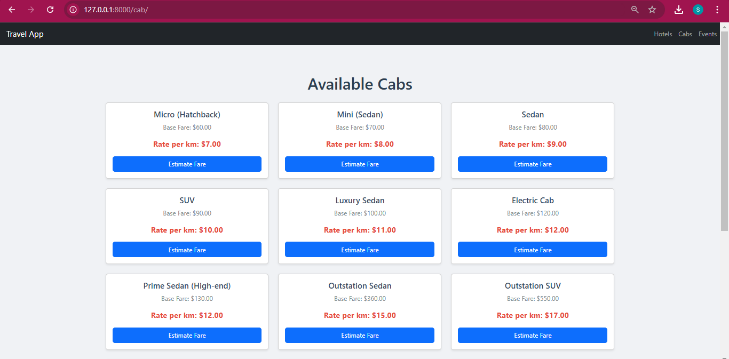 127.0.0.1:8000/cab/
S
Travel App
Hotels Cabs Events
Available Cabs
Micro (Hatchback)
Base Fare: $60.00
Rate per km: $7.00
Estimate Fare
Mini (Sedan)
Base Fare: $70.00
Rate per km: $8.00
Estimate Fare
Sedan
Base Fare: $80.00
Rate per km: $9.00
Estimate Fare
SUV
Base Fare: $90.00
Rate per km: $10.00
Estimate Fare
Luxury Sedan
Base Fare: $100.00
Rate per km: $11.00
Estimate Fare
Electric Cab
Base Fare: $120.00
Rate per km: $12.00
Estimate Fare
Prime Sedan (High-end)
Base Fare: $130.00
Rate per km: $12.00
Estimate Fare
Outstation Sedan
Base Fare: $360.00
Rate per km: $15.00
Estimate Fare
Outstation SUV
Base Fare: $550.00
Rate per km: $17.00
Estimate Fare